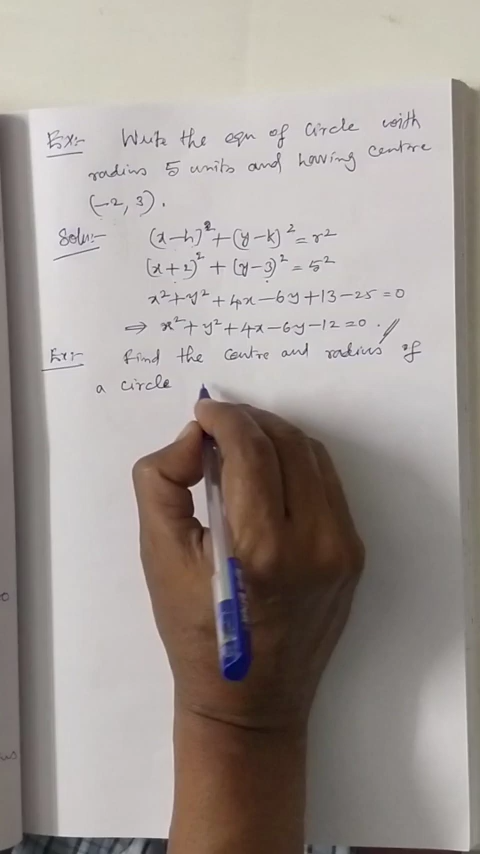 Ex:- Write the eqn of circle with
radius 5 units and having centre
(-2, 3).
Soln:- (x-h)² + (y-k)² = r²
(x+2)² + (y-3)² = 5²
x² + y² + 4x - 6y + 13 - 25 = 0
⇒ x² + y² + 4x - 6y - 12 = 0.
Ex:- Find the centre and radius of
a circle